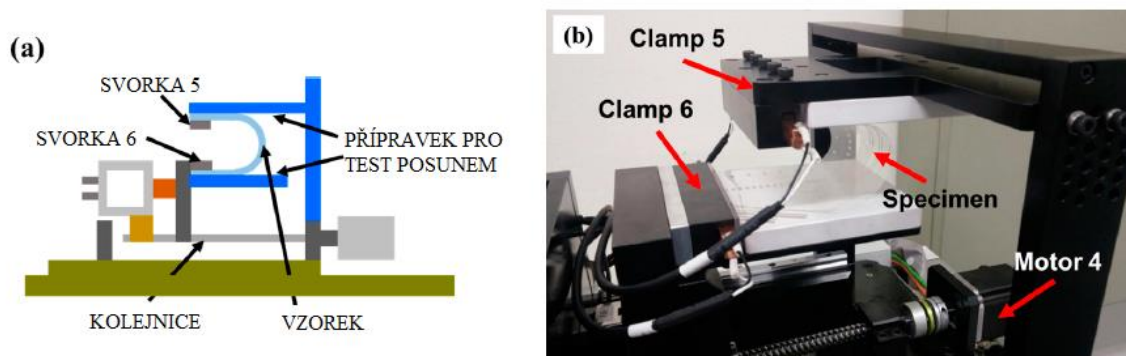 (a)
SVORKA 5
SVORKA 6
PŘÍPRAVEK PRO
TEST POSUNEM
KOLEJNICE
VZOREK
(b)
Clamp 5
Clamp 6
Specimen
Motor 4